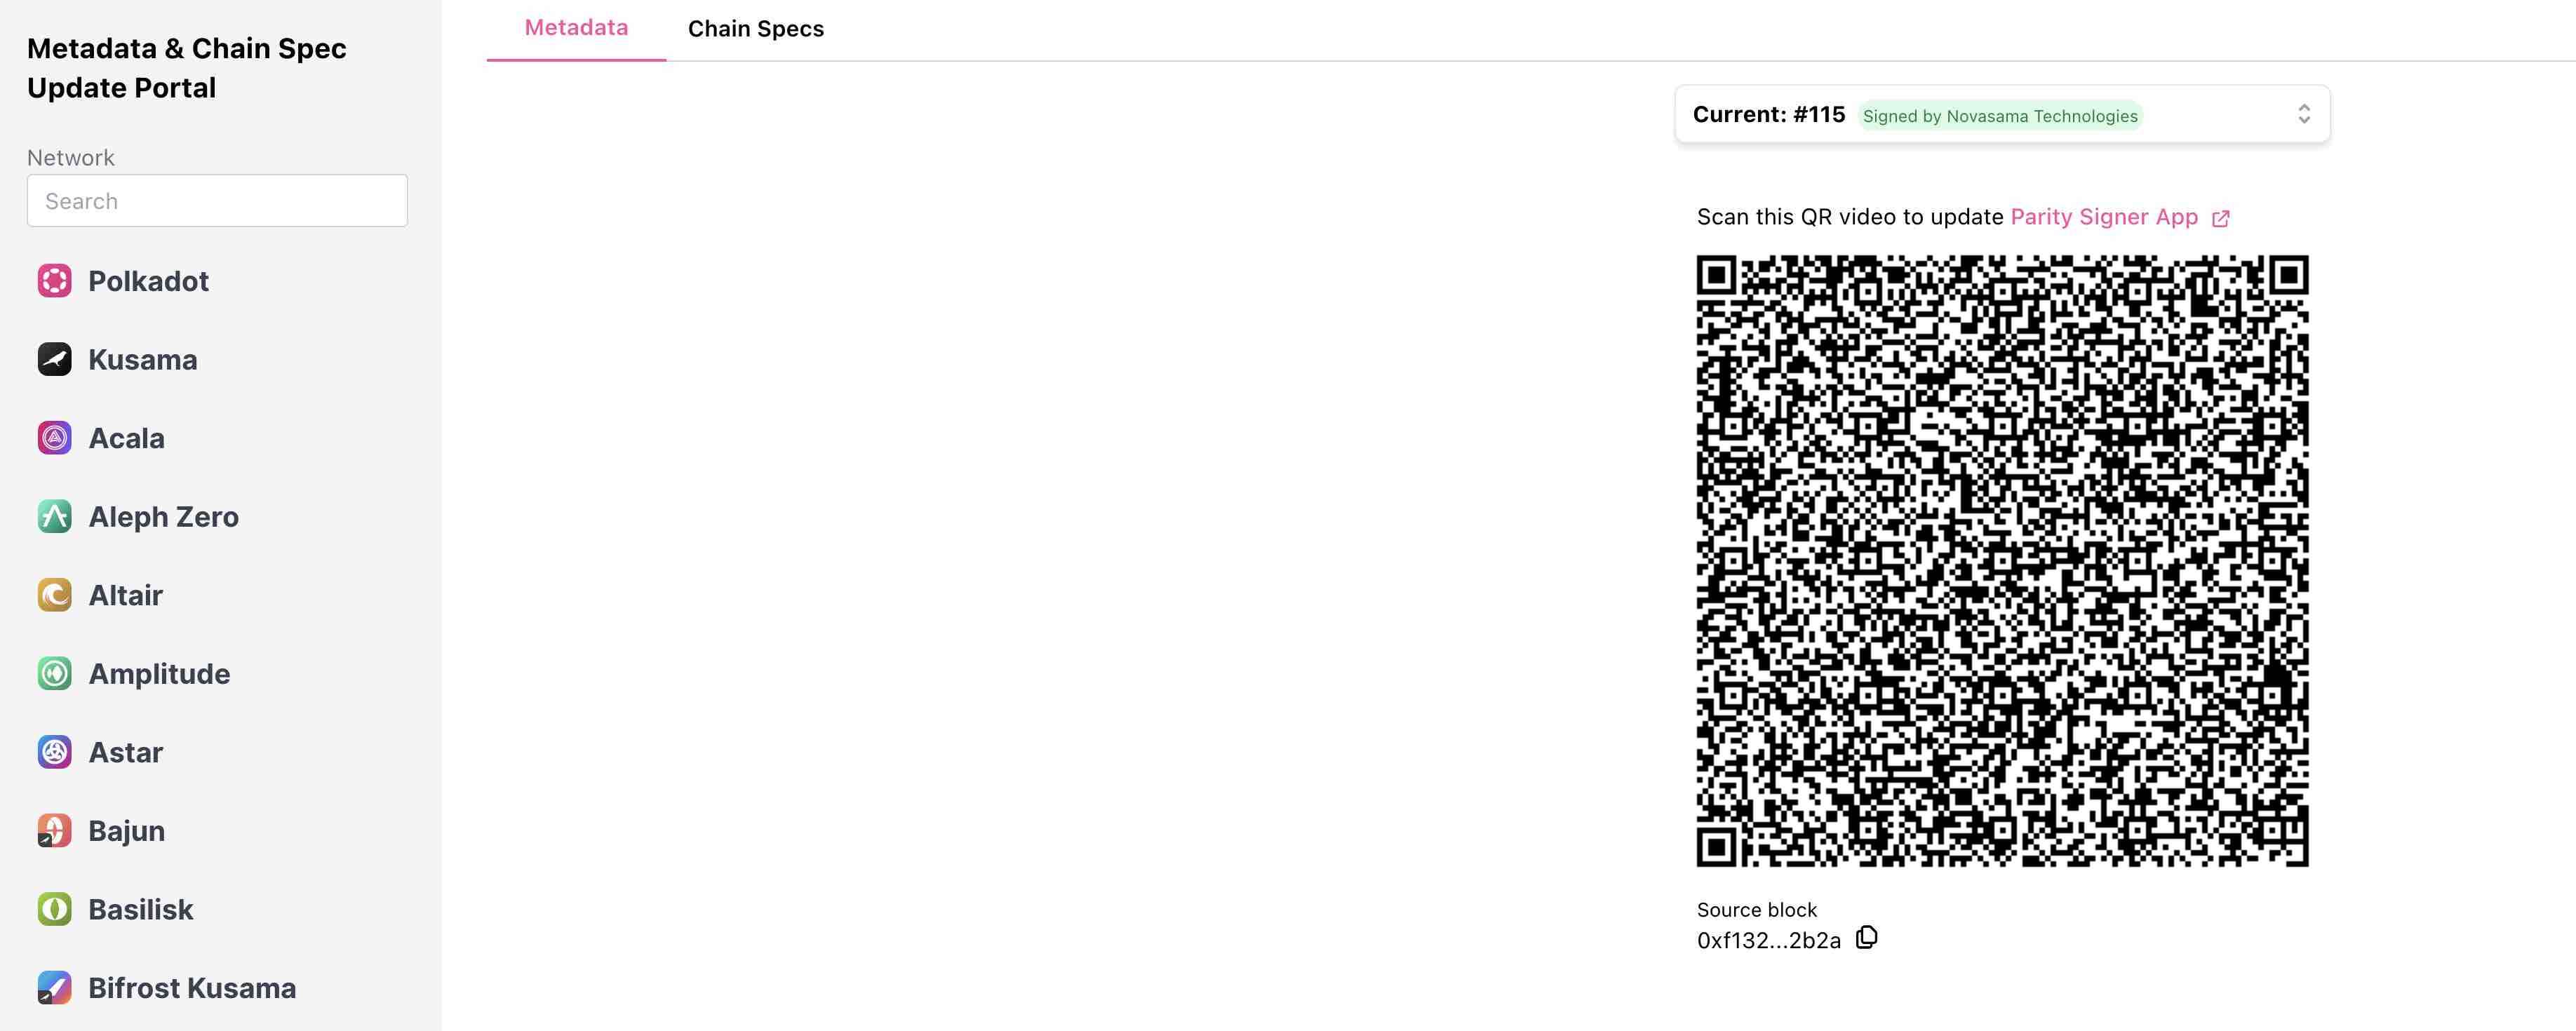 Metadata & Chain Spec
Update Portal
Network
Search
Polkadot
Kusama
Acala
Aleph Zero
Altair
Amplitude
Astar
Bajun
Basilisk
Bifrost Kusama
Metadata
Chain Specs
Current: #115 Signed by Novasama Technologies
Scan this QR video to update Parity Signer App
Source block
0xf132...2b2a